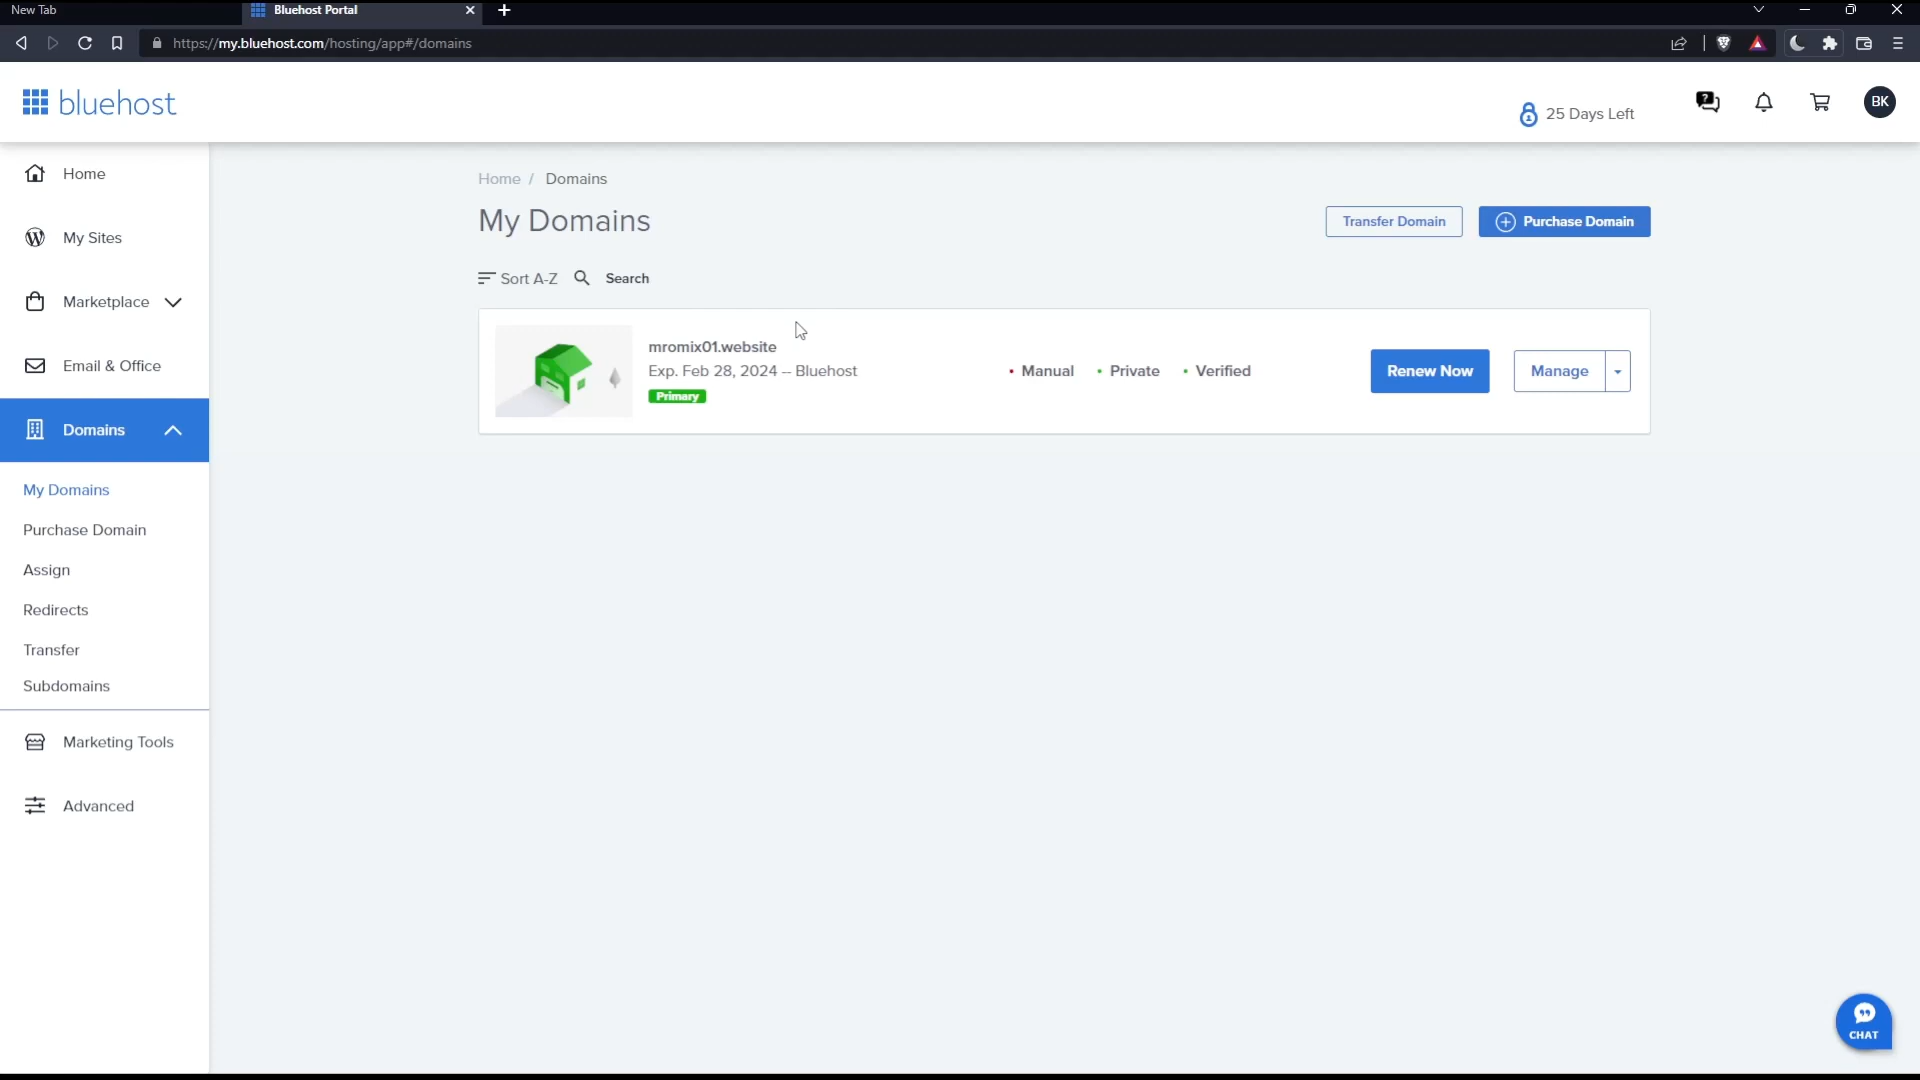 New Tab
Bluehost Portal
https://my.bluehost.com/hosting/app#/domains
bluehost
25 Days Left
?
BK
Home
My Sites
Marketplace
Email & Office
Domains
My Domains
Purchase Domain
Assign
Redirects
Transfer
Subdomains
Marketing Tools
Advanced
Home / Domains
My Domains
Transfer Domain
Purchase Domain
Sort A-Z
Search
mromix01.website
Exp. Feb 28, 2024 -- Bluehost
Primary
• Manual • Private • Verified
Renew Now
Manage
CHAT